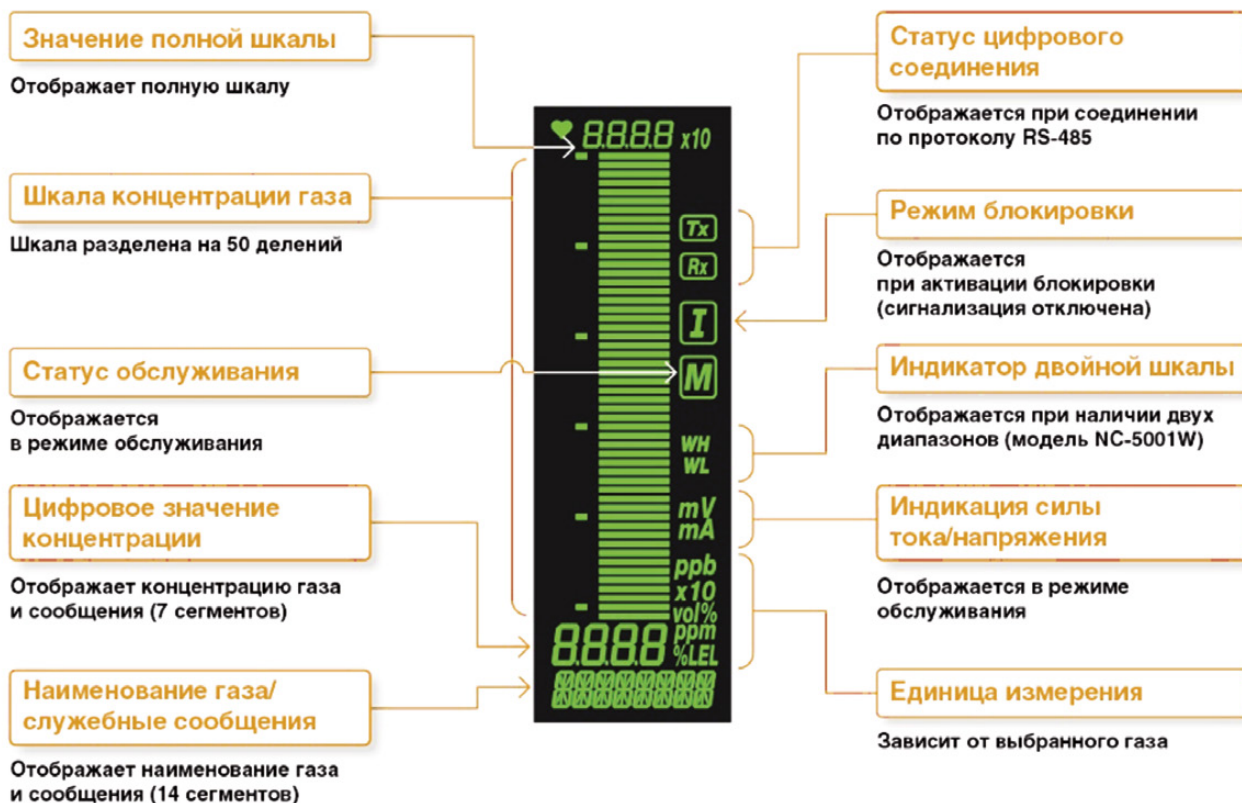 Значение полной шкалы
Отображает полную шкалу
Шкала концентрации газа
Шкала разделена на 50 делений
Статус обслуживания
Отображается
в режиме обслуживания
Цифровое значение
концентрации
Отображает концентрацию газа
и сообщения (7 сегментов)
Наименование газа/
служебные сообщения
Отображает наименование газа
и сообщения (14 сегментов)
8.8.8.8 x10
Tx
Rx
I
M
WH
WL
mV
mA
ppb
x10
vol%
ppm
8.8.8.8 %LEL
Статус цифрового
соединения
Отображается при соединении
по протоколу RS-485
Режим блокировки
Отображается
при активации блокировки
(сигнализация отключена)
Индикатор двойной шкалы
Отображается при наличии двух
диапазонов (модель NC-5001W)
Индикация силы
тока/напряжения
Отображается в режиме
обслуживания
Единица измерения
Зависит от выбранного газа